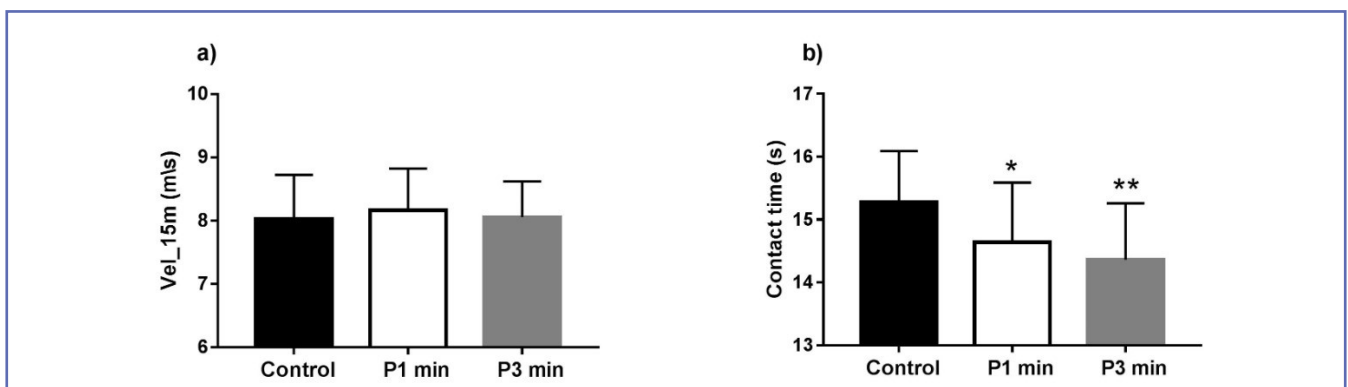 a)
Vel_15m (m\s)
10
9
8
7
6
Control P1 min P3 min
b)
Contact time (s)
17
16
15
14
13
*
**
Control P1 min P3 min